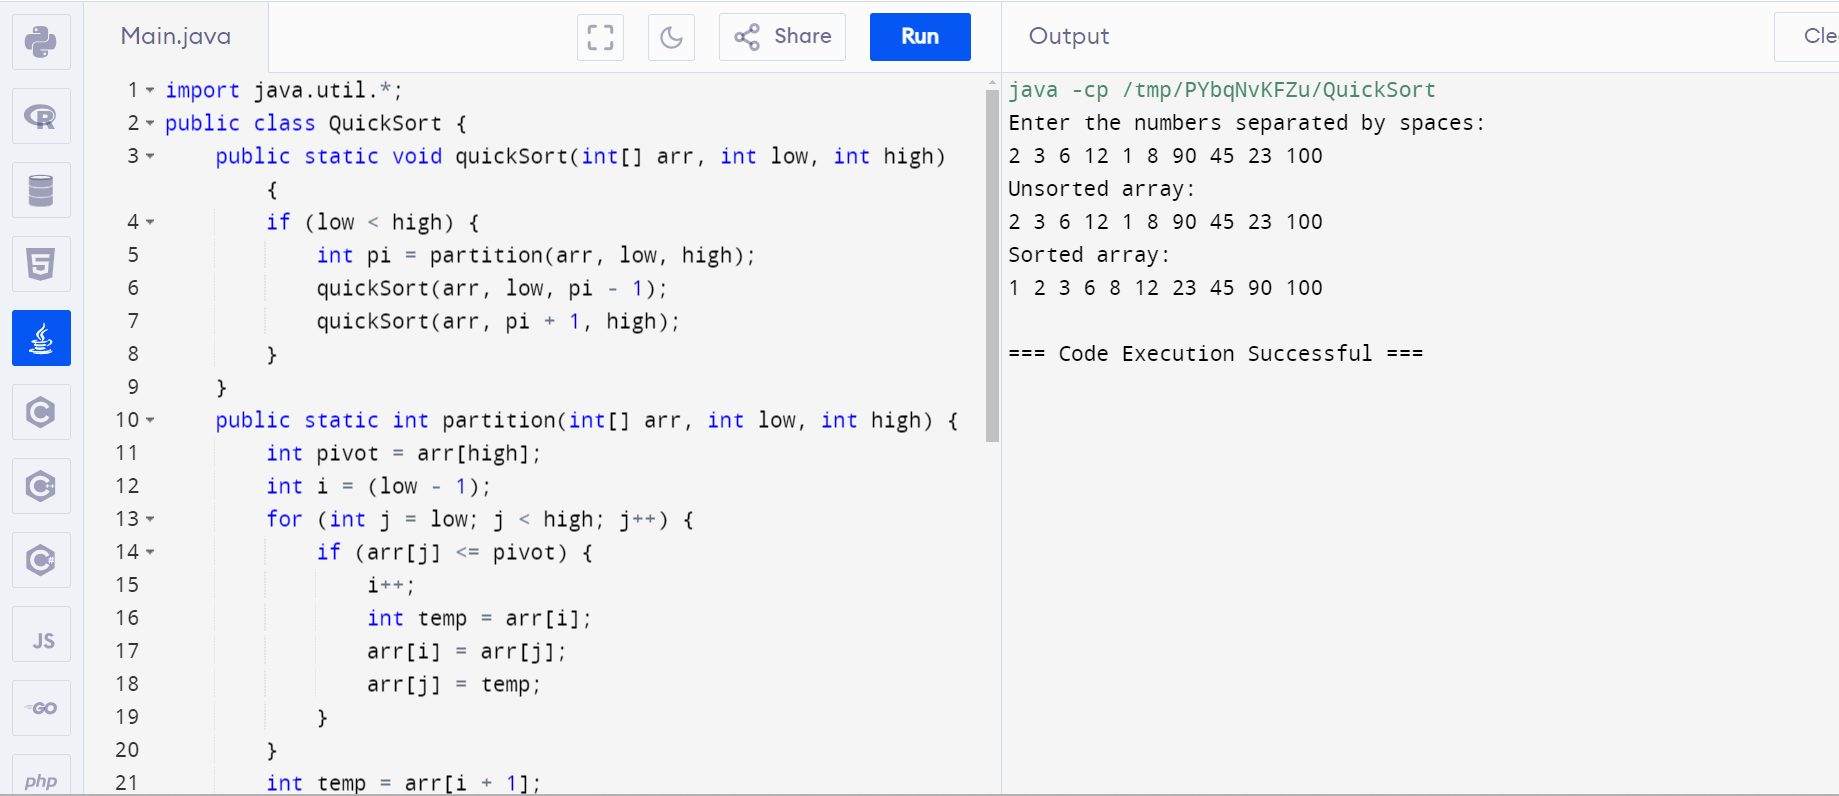 Main.java
Share
Run
Output
Cle
1 import java.util.*;
2 public class QuickSort {
3 public static void quickSort(int[] arr, int low, int high)
{
4 if (low < high) {
5 int pi = partition(arr, low, high);
6 quickSort(arr, low, pi - 1);
7 quickSort(arr, pi + 1, high);
8 }
9 }
10 public static int partition(int[] arr, int low, int high) {
11 int pivot = arr[high];
12 int i = (low - 1);
13 for (int j = low; j < high; j++) {
14 if (arr[j] <= pivot) {
15 i++;
16 int temp = arr[i];
17 arr[i] = arr[j];
18 arr[j] = temp;
19 }
20 }
21 int temp = arr[i + 1];
java -cp /tmp/PYbqNvKFZu/QuickSort
Enter the numbers separated by spaces:
2 3 6 12 1 8 90 45 23 100
Unsorted array:
2 3 6 12 1 8 90 45 23 100
Sorted array:
1 2 3 6 8 12 23 45 90 100
=== Code Execution Successful ===
R
5
C
C
C#
JS
GO
php